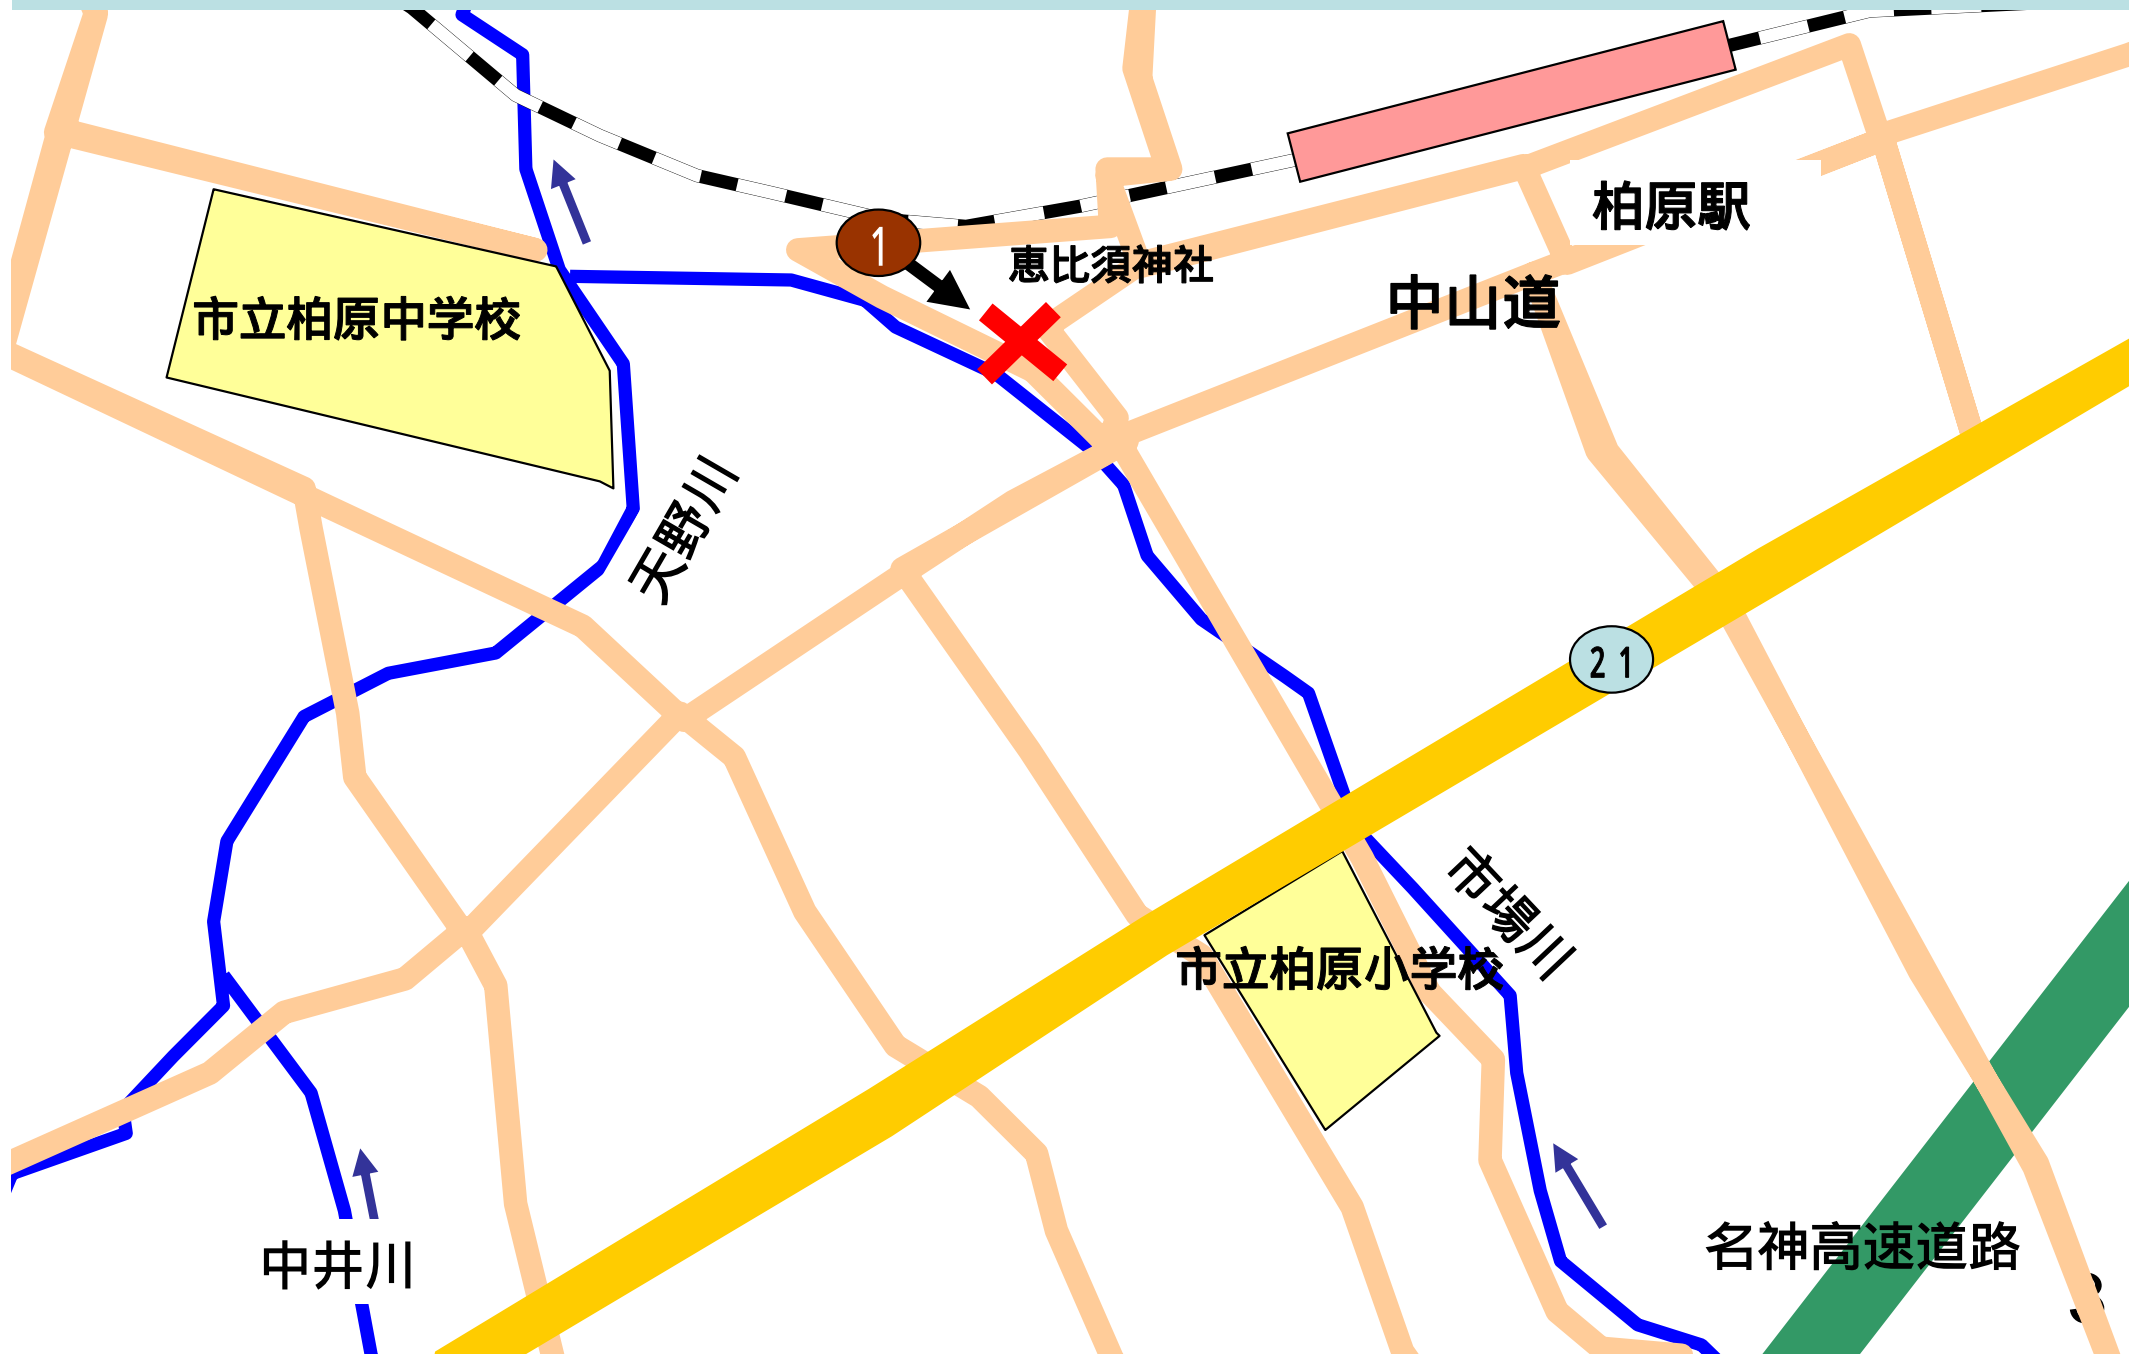 柏原駅
1
恵比須神社
中山道
市立柏原中学校
天野川
21
市場川
市立柏原小学校
名神高速道路
中井川
3